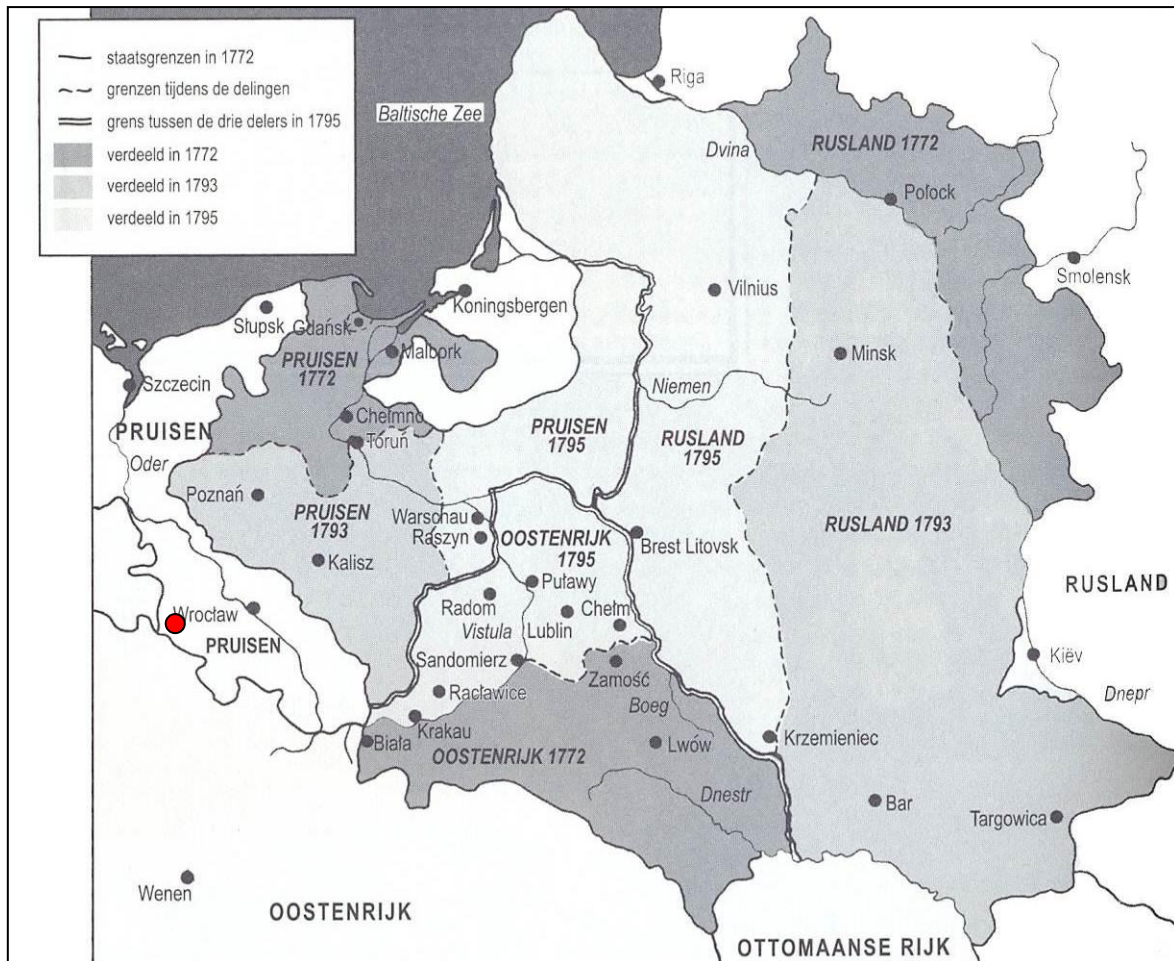 staatsgrenzen in 1772
grenzen tijdens de delingen
grens tussen de drie delers in 1795
verdeeld in 1772
verdeeld in 1793
verdeeld in 1795
Riga
Baltische Zee
Dvina
RUSLAND 1772
Połock
Smolensk
Koningsbergen
Vilnius
Słupsk
Gdańsk
Malbork
Minsk
PRUISEN
1772
Szczecin
Niemen
Chełmno
PRUISEN
Toruń
PRUISEN
1795
RUSLAND
1795
Oder
Poznań
PRUISEN
1793
Warschau
Raszyn
OOSTENRIJK
1795
Brest Litovsk
RUSLAND 1793
Kalisz
Puławy
RUSLAND
Wrocław
Radom
Chełm
Vistula
Lublin
PRUISEN
Sandomierz
Zamość
Kiëv
Racławice
Boeg
Dnepr
Krakau
Biała
OOSTENRIJK 1772
Lwów
Krzemieniec
Dnestr
Bar
Targowica
Wenen
OOSTENRIJK
OTTOMAANSE RIJK